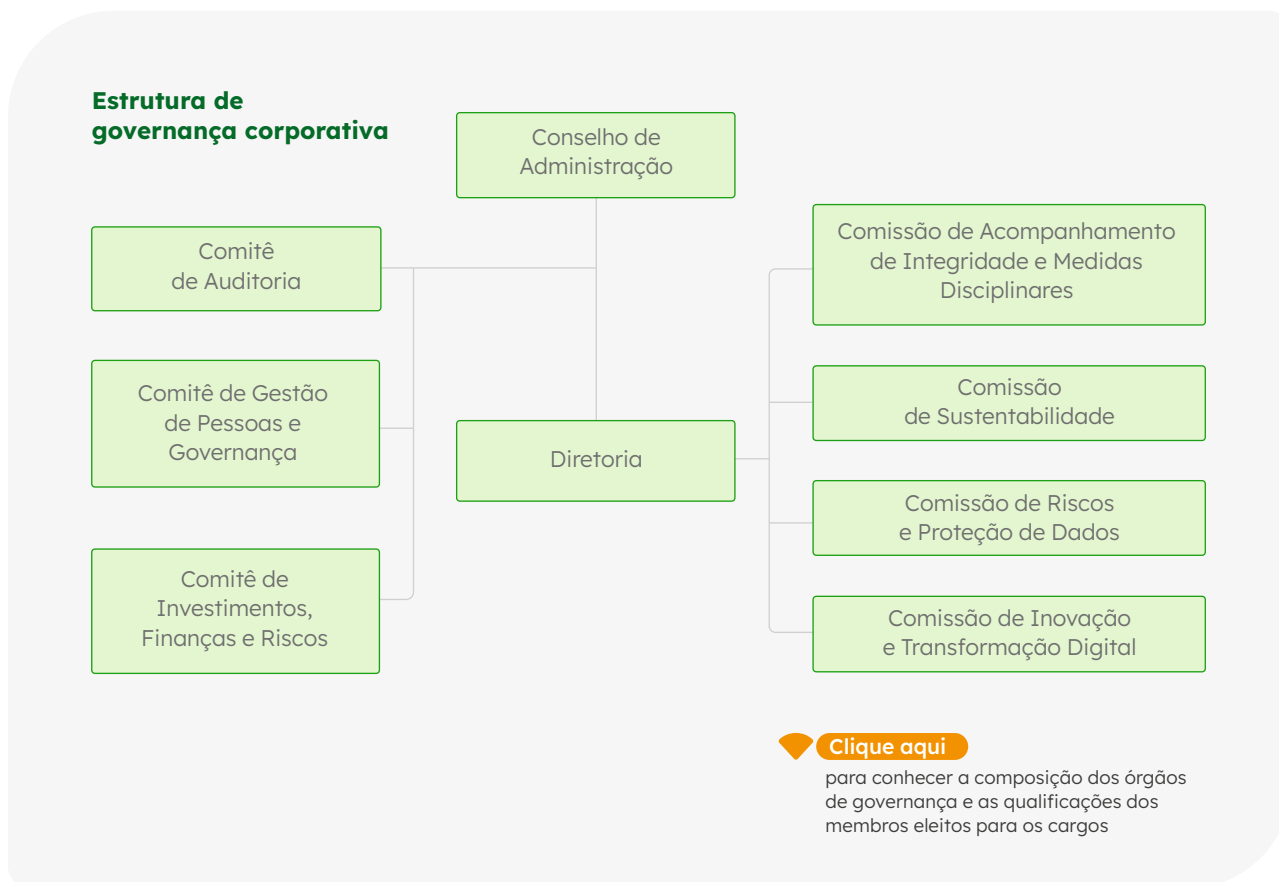 Estrutura de
governança corporativa
Conselho de
Administração
Comitê
de Auditoria
Comitê de Gestão
de Pessoas e
Governança
Comitê de
Investimentos,
Finanças e Riscos
Diretoria
Comissão de Acompanhamento
de Integridade e Medidas
Disciplinares
Comissão
de Sustentabilidade
Comissão de Riscos
e Proteção de Dados
Comissão de Inovação
e Transformação Digital
Clique aqui
para conhecer a composição dos órgãos
de governança e as qualificações dos
membros eleitos para os cargos